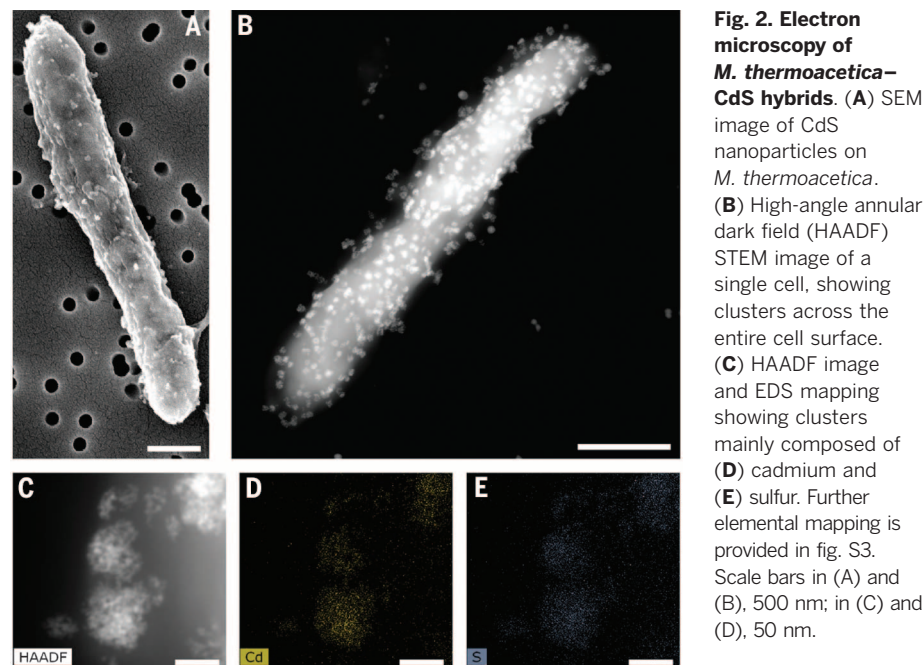 A
B
C
HAADF
D
Cd
E
S
Fig. 2. Electron
microscopy of
M. thermoacetica–
CdS hybrids. (A) SEM
image of CdS
nanoparticles on
M. thermoacetica.
(B) High-angle annular
dark field (HAADF)
STEM image of a
single cell, showing
clusters across the
entire cell surface.
(C) HAADF image
and EDS mapping
showing clusters
mainly composed of
(D) cadmium and
(E) sulfur. Further
elemental mapping is
provided in fig. S3.
Scale bars in (A) and
(B), 500 nm; in (C) and
(D), 50 nm.